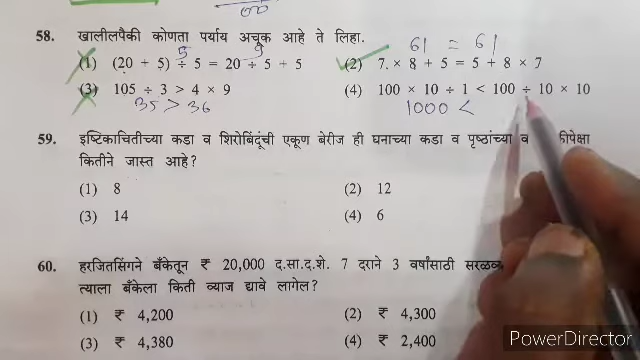 58. खालीलपैकी कोणता पर्याय अचूक आहे ते लिहा. 61 = 61
(1) (20 + 5) ÷ 5 = 20 ÷ 5 + 5 (2) 7 × 8 + 5 = 5 + 8 × 7
(3) 105 ÷ 3 > 4 × 9 (4) 100 × 10 ÷ 1 < 100 ÷ 10 × 10
35 > 36 1000 <
59. इष्टिकाचितीच्या कडा व शिरोबिंदूंची एकूण बेरीज ही घनाच्या कडा व पृष्ठांच्या
कितीने जास्त आहे?
(1) 8 (2) 12
(3) 14 (4) 6
60. हरजितसिंगने बँकेतून ₹ 20,000 द.सा.द.शे. 7 दराने 3 वर्षांसाठी
त्याला बँकेला किती व्याज द्यावे लागेल?
(1) ₹ 4,200 (2) ₹ 4,300
(3) ₹ 4,380 (4) ₹ 2,400
PowerDirector